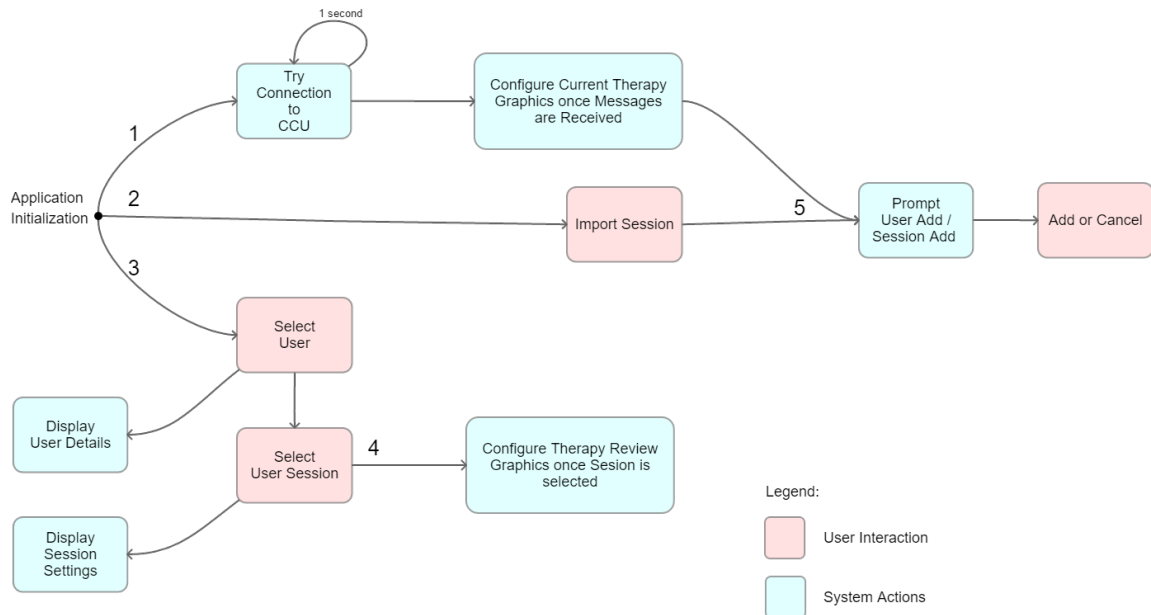 1 second
Try
Connection
to
CCU
Configure Current Therapy
Graphics once Messages
are Received
1
Application
Initialization
2
Import Session
5
Prompt
User Add /
Session Add
Add or Cancel
3
Select
User
Display
User Details
Select
User Session
4
Configure Therapy Review
Graphics once Sesion is
selected
Display
Session
Settings
Legend:
User Interaction
System Actions